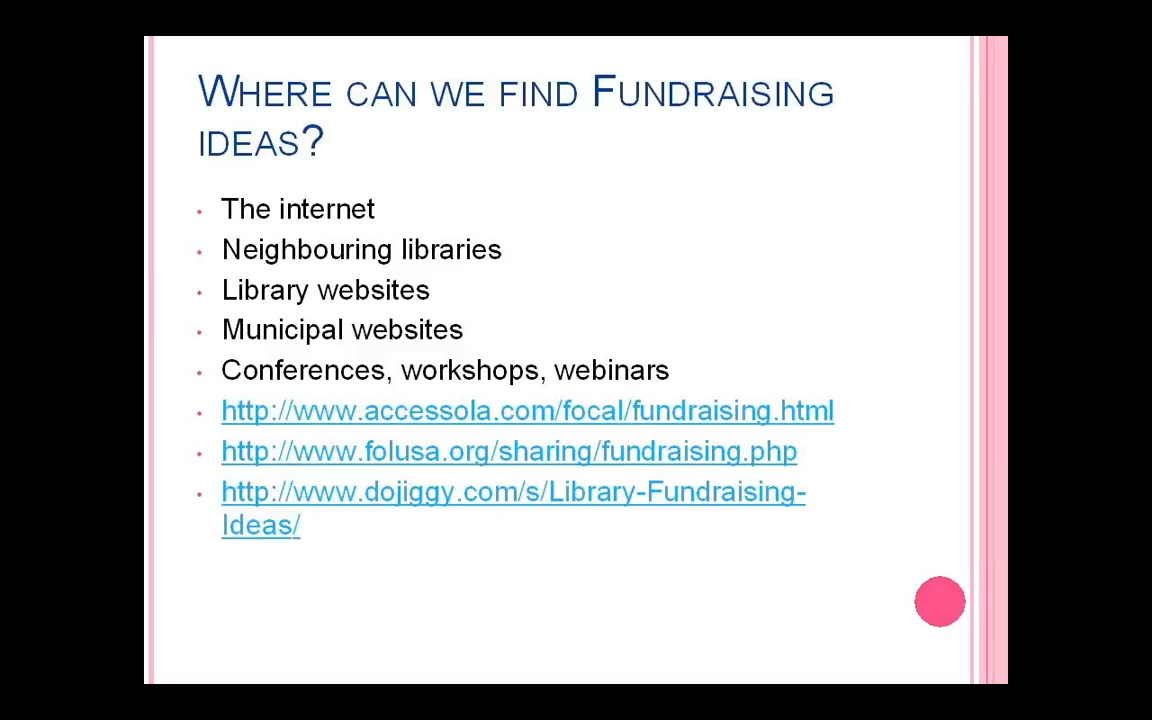 WHERE CAN WE FIND FUNDRAISING
IDEAS?
• The internet
• Neighbouring libraries
• Library websites
• Municipal websites
• Conferences, workshops, webinars
• http://www.accessola.com/focal/fundraising.html
• http://www.folusa.org/sharing/fundraising.php
• http://www.dojiggy.com/s/Library-Fundraising-
Ideas/